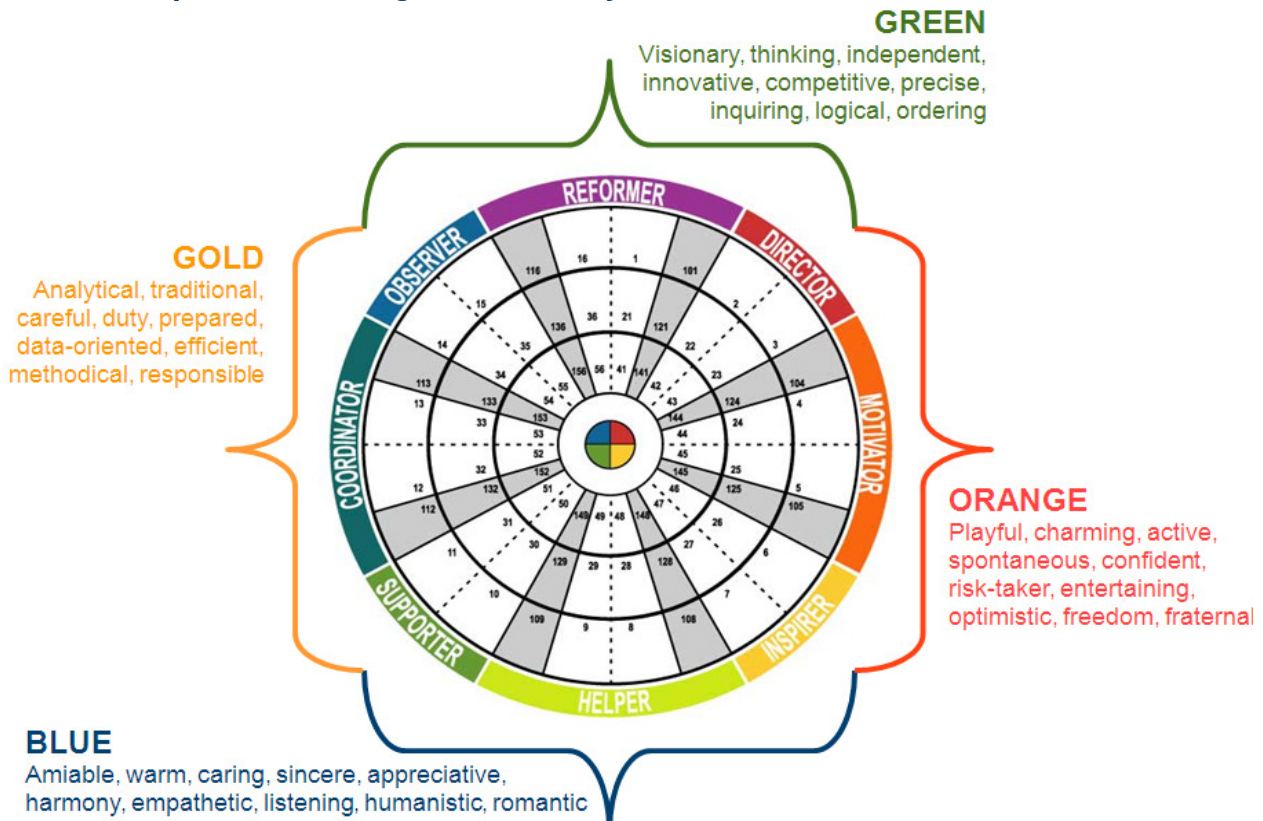 GREEN
Visionary, thinking, independent,
innovative, competitive, precise,
inquiring, logical, ordering
GOLD
Analytical, traditional,
careful, duty, prepared,
data-oriented, efficient,
methodical, responsible
REFORMER
OBSERVER
DIRECTOR
COORDINATOR
MOTIVATOR
SUPPORTER
INSPIRER
HELPER
16 1
116 101
15 2
36 21
136 121
14 35 22 3
156 56 41 141
34 23
113 55 42 104
133 54 43 124
13 4
153 144
33 24
53 44
52 45
32 152 145 25
12 132 51 46 125 5
112 50 47 105
149 49 48 148
31 26
11 30 27 6
129 29 28 128
10 7
109 9 8 108
ORANGE
Playful, charming, active,
spontaneous, confident,
risk-taker, entertaining,
optimistic, freedom, fraternal
BLUE
Amiable, warm, caring, sincere, appreciative,
harmony, empathetic, listening, humanistic, romantic